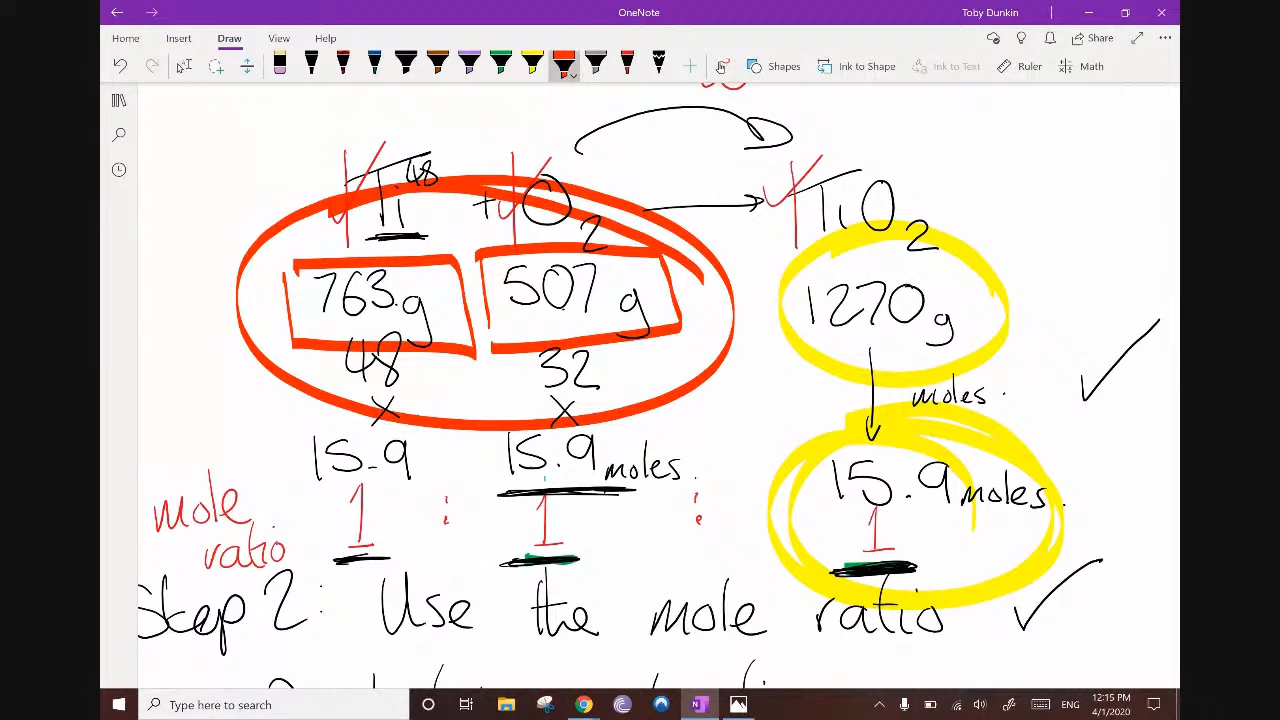 OneNote
Toby Dunkin
Home Insert Draw View Help
Share
Shapes Ink to Shape Ink to Text Ruler Math
Ti 48 + O2 TiO2
763.g 507 g 1270g
48 32
x x moles.
15.9 15.9 moles. 15.9 moles.
mole ratio 1 : 1 : 1
Step 2: Use the mole ratio
Type here to search
ENG
12:15 PM
4/1/2020